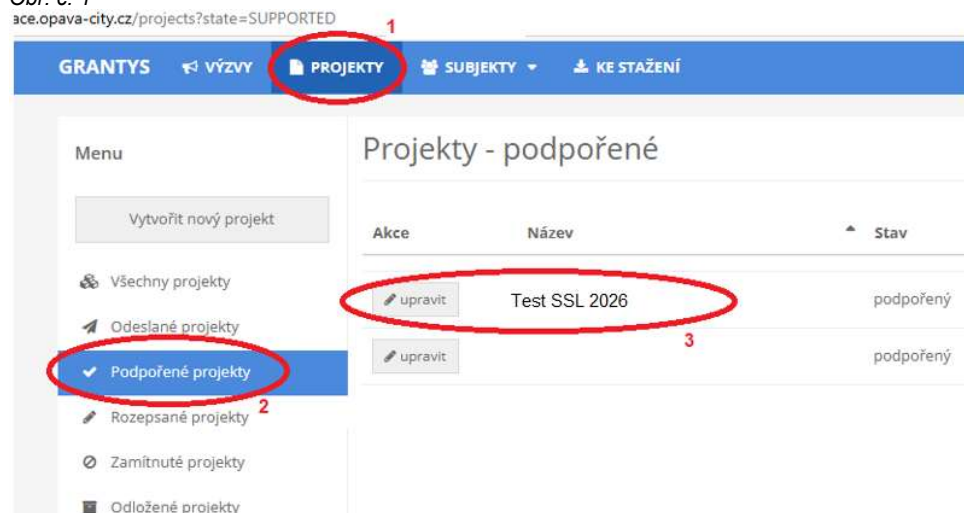 Obr. č. 1
ace.opava-city.cz/projects?state=SUPPORTED
1
GRANTYS VÝZVY PROJEKTY SUBJEKTY KE STAŽENÍ
Menu
Projekty - podpořené
Vytvořit nový projekt
Akce Název Stav
Všechny projekty
upravit Test SSL 2026 podpořený
3
Odeslané projekty
upravit podpořený
Podpořené projekty
2
Rozepsané projekty
Zamítnuté projekty
Odložené projekty